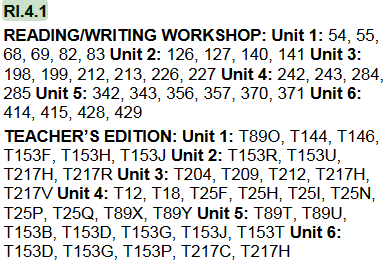 RI.4.1
READING/WRITING WORKSHOP: Unit 1: 54, 55,
68, 69, 82, 83 Unit 2: 126, 127, 140, 141 Unit 3:
198, 199, 212, 213, 226, 227 Unit 4: 242, 243, 284,
285 Unit 5: 342, 343, 356, 357, 370, 371 Unit 6:
414, 415, 428, 429
TEACHER’S EDITION: Unit 1: T89O, T144, T146,
T153F, T153H, T153J Unit 2: T153R, T153U,
T217H, T217R Unit 3: T204, T209, T212, T217H,
T217V Unit 4: T12, T18, T25F, T25H, T25I, T25N,
T25P, T25Q, T89X, T89Y Unit 5: T89T, T89U,
T153B, T153D, T153G, T153J, T153T Unit 6:
T153D, T153G, T153P, T217C, T217H